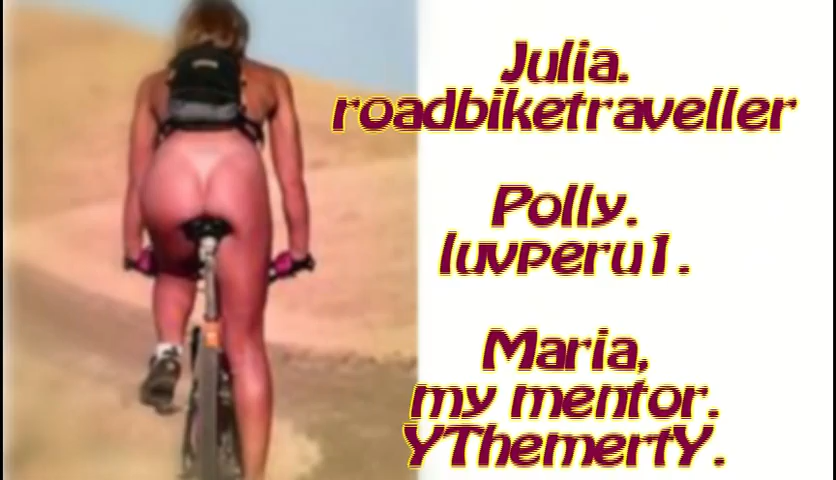 Julia.
roadbiketraveller
Polly.
luvperu1.
Maria,
my mentor.
YThemertY.